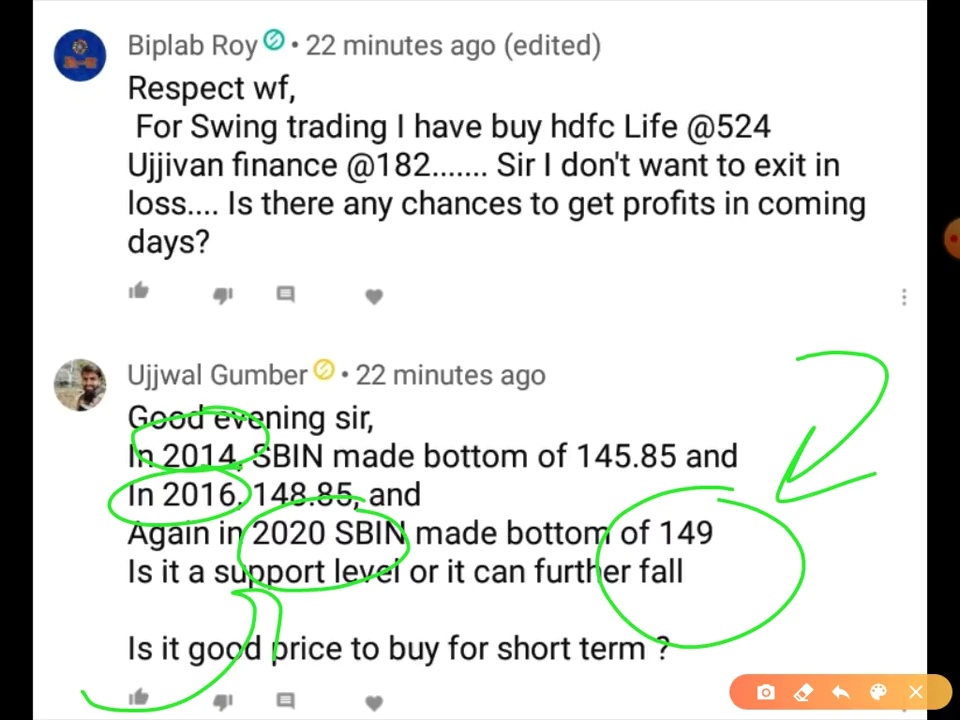 Biplab Roy • 22 minutes ago (edited)
Respect wf,
For Swing trading I have buy hdfc Life @524
Ujjivan finance @182....... Sir I don't want to exit in
loss.... Is there any chances to get profits in coming
days?
Ujjwal Gumber • 22 minutes ago
Good evening sir,
In 2014, SBIN made bottom of 145.85 and
In 2016, 148.85, and
Again in 2020 SBIN made bottom of 149
Is it a support level or it can further fall
Is it good price to buy for short term ?